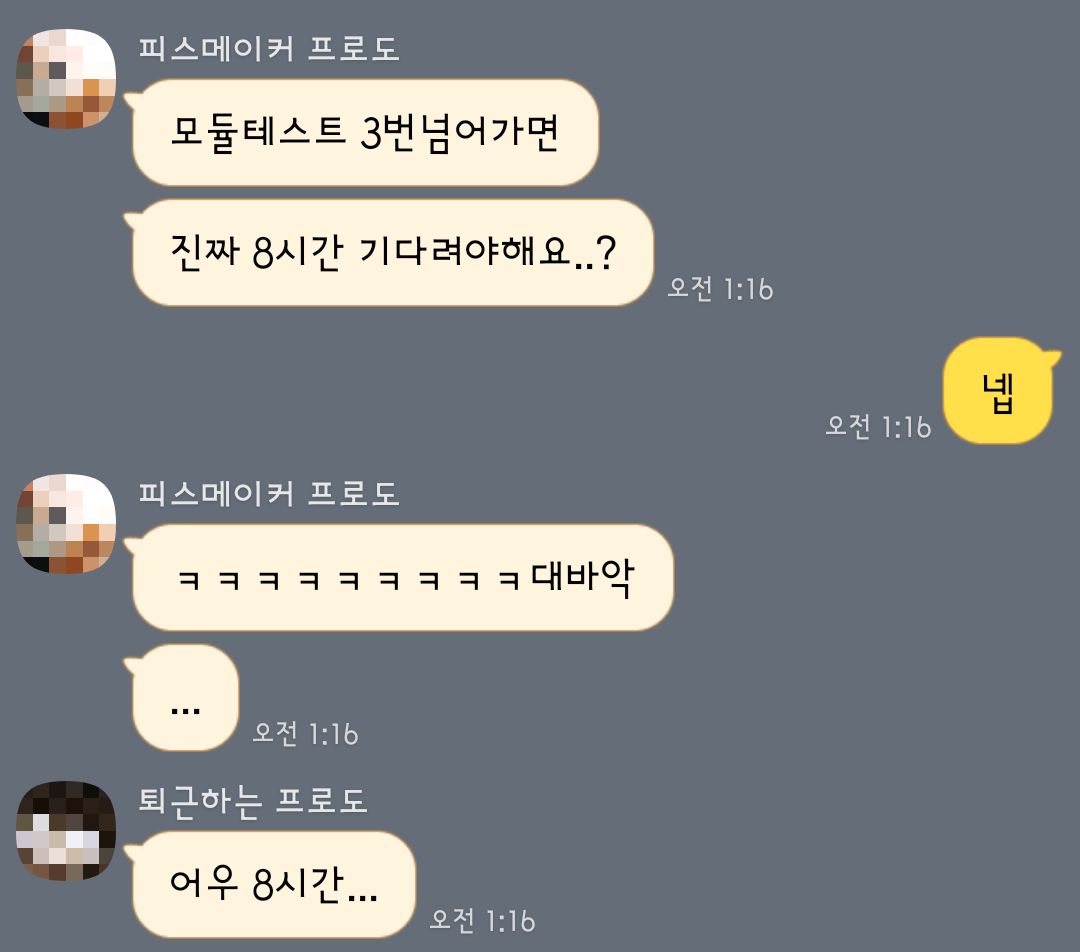 피스메이커 프로도
모듈테스트 3번넘어가면
진짜 8시간 기다려야해요..?
오전 1:16
넵
오전 1:16
피스메이커 프로도
ㅋㅋㅋㅋㅋㅋㅋㅋㅋ대바악
...
오전 1:16
퇴근하는 프로도
어우 8시간...
오전 1:16